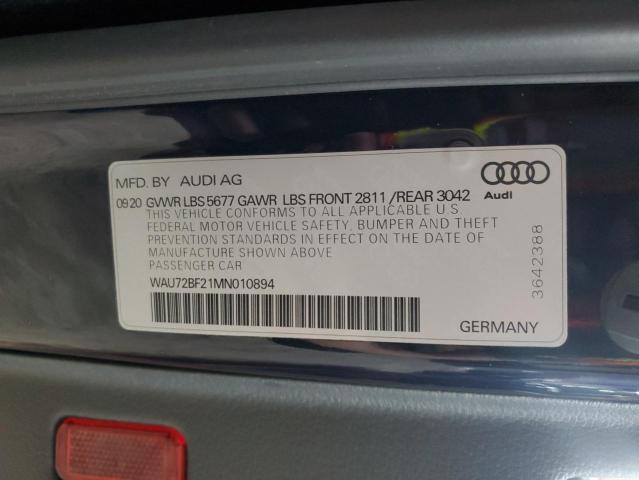 MFD. BY AUDI AG
Audi
09 20 GVWR LBS 5677 GAWR LBS FRONT 2811 /REAR 3042
THIS VEHICLE CONFORMS TO ALL APPLICABLE U.S.
FEDERAL MOTOR VEHICLE SAFETY, BUMPER AND THEFT
PREVENTION STANDARDS IN EFFECT ON THE DATE OF
MANUFACTURE SHOWN ABOVE
PASSENGER CAR
WAU72BF21MN010894
GERMANY
3642388